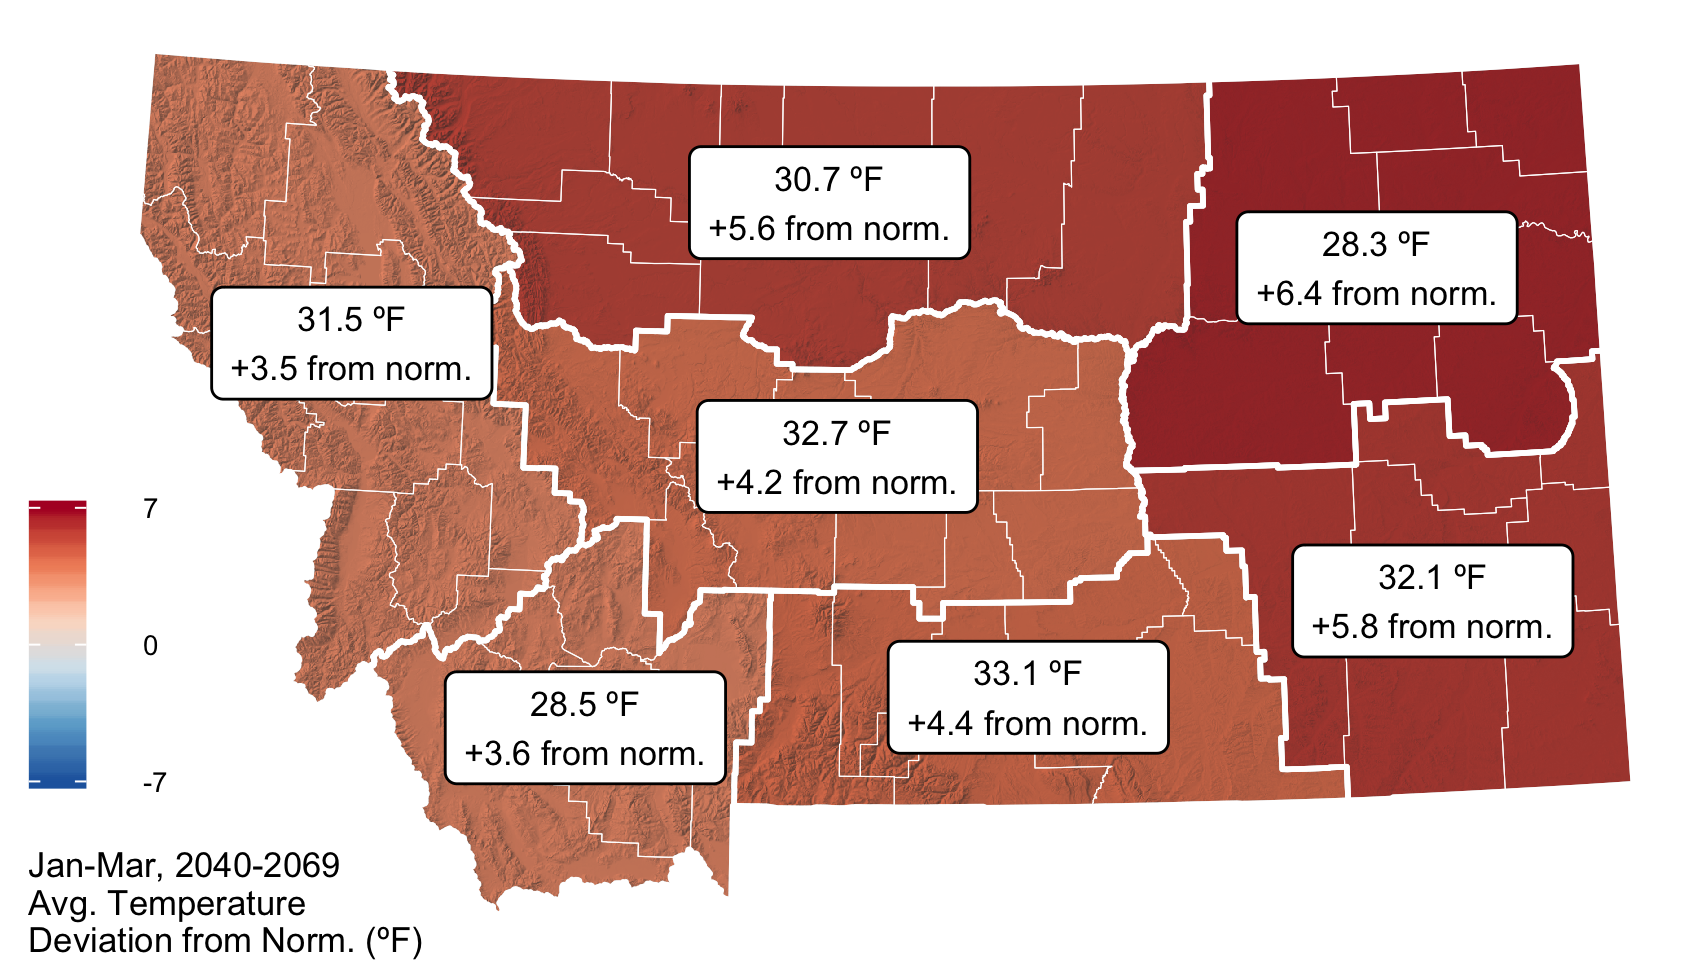 30.7 ºF
+5.6 from norm.
28.3 ºF
+6.4 from norm.
31.5 ºF
+3.5 from norm.
32.7 ºF
+4.2 from norm.
32.1 ºF
+5.8 from norm.
33.1 ºF
+4.4 from norm.
28.5 ºF
+3.6 from norm.
7
0
-7
Jan-Mar, 2040-2069
Avg. Temperature
Deviation from Norm. (ºF)